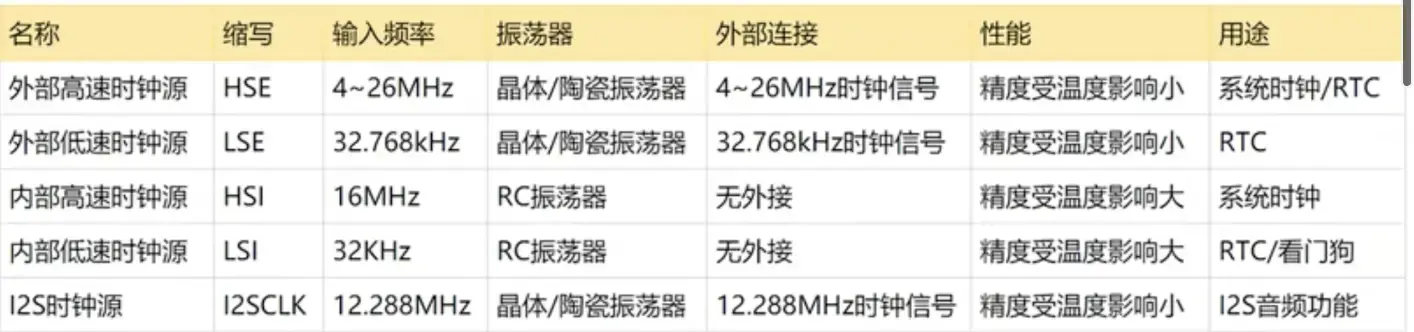 名称 缩写 输入频率 振荡器 外部连接 性能 用途
外部高速时钟源 HSE 4~26MHz 晶体/陶瓷振荡器 4~26MHz时钟信号 精度受温度影响小 系统时钟/RTC
外部低速时钟源 LSE 32.768kHz 晶体/陶瓷振荡器 32.768kHz时钟信号 精度受温度影响小 RTC
内部高速时钟源 HSI 16MHz RC振荡器 无外接 精度受温度影响大 系统时钟
内部低速时钟源 LSI 32KHz RC振荡器 无外接 精度受温度影响大 RTC/看门狗
I2S时钟源 I2SCLK 12.288MHz 晶体/陶瓷振荡器 12.288MHz时钟信号 精度受温度影响小 I2S音频功能